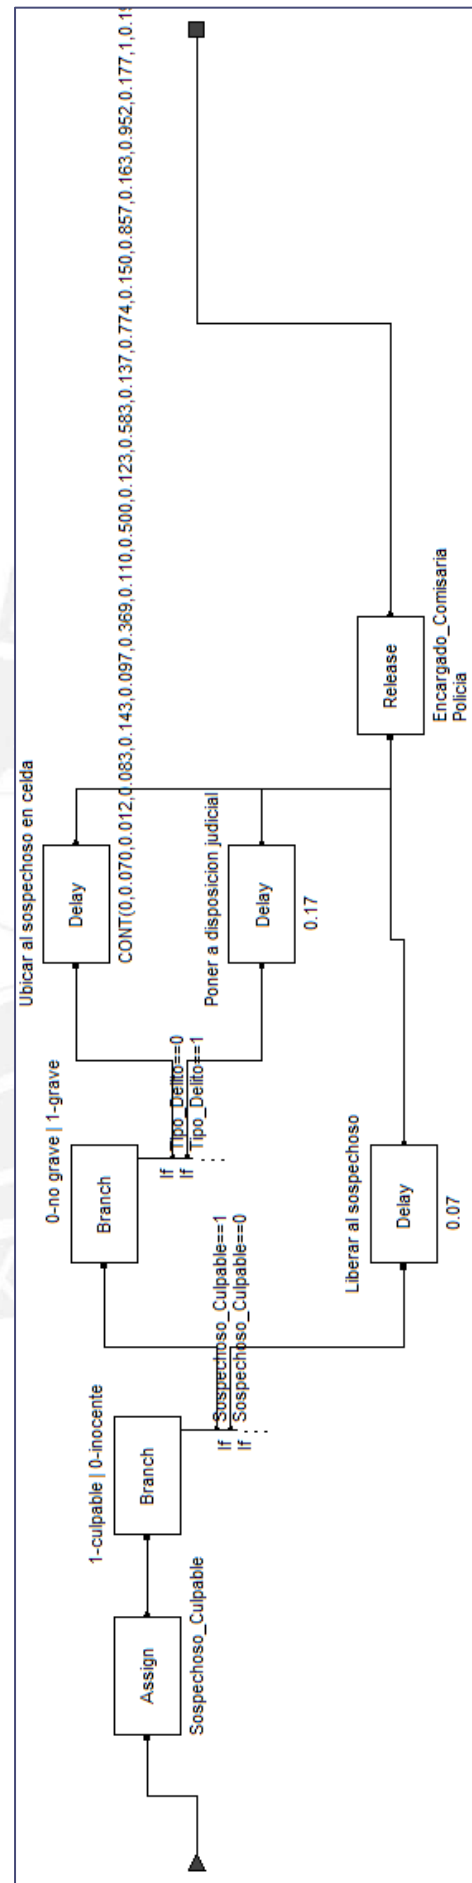 Assign
Sospechoso_Culpable
1-culpable | 0-inocente
Branch
If Sospechoso_Culpable==1
If Sospechoso_Culpable==0
0-no grave | 1-grave
Branch
If Tipo_Delito==0
If Tipo_Delito==1
Liberar al sospechoso
Delay
0.07
Ubicar al sospechoso en celda
Delay
CONT(0,0.070,0.012,0.083,0.143,0.097,0.369,0.110,0.500,0.123,0.583,0.137,0.774,0.150,0.857,0.163,0.952,0.177,1,0.19
Poner a disposicion judicial
Delay
0.17
Release
Encargado_Comisaria
Policia